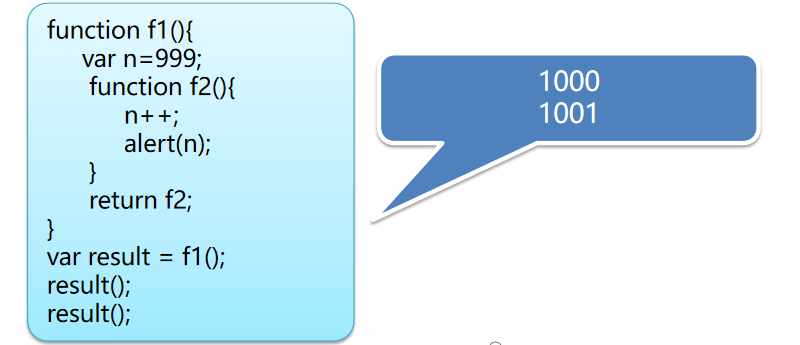 function f1(){
var n=999;
function f2(){
n++;
alert(n);
}
return f2;
}
var result = f1();
result();
result();
1000
1001